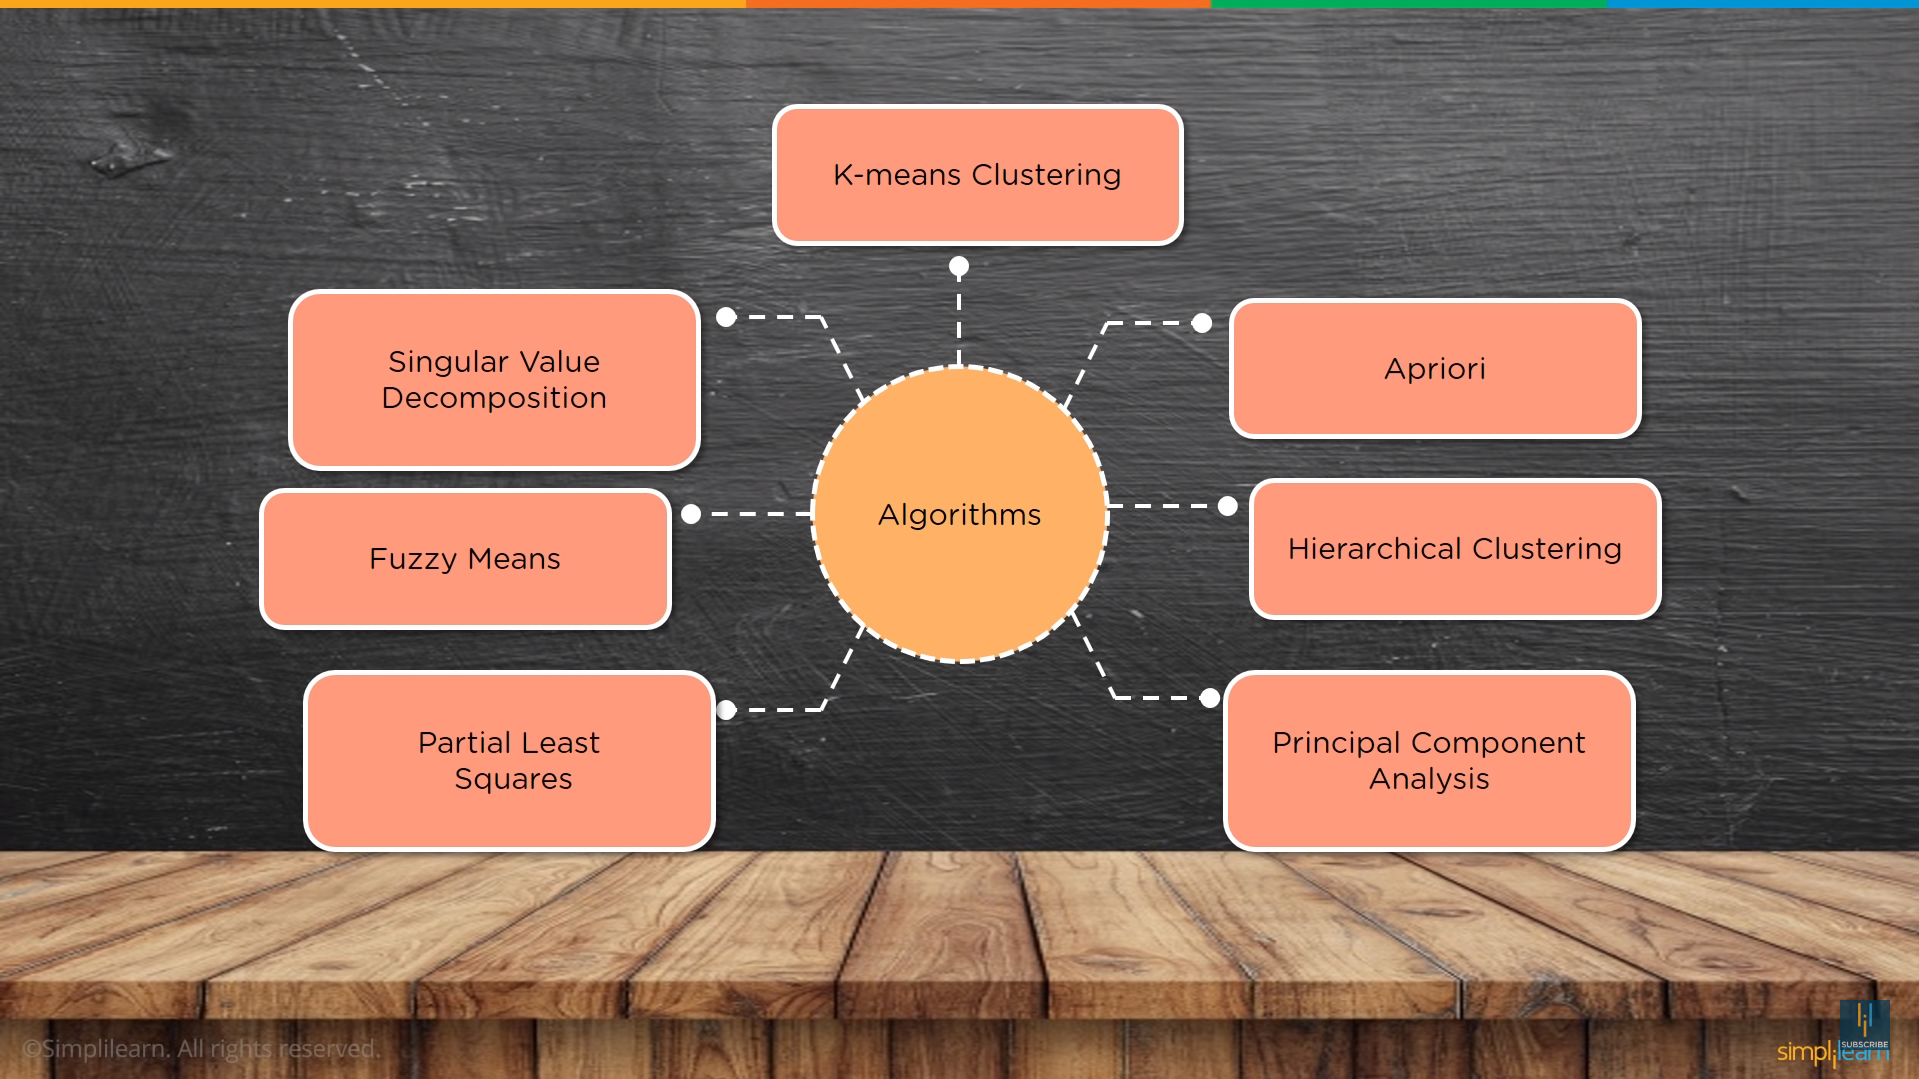 K-means Clustering
Singular Value
Decomposition
Apriori
Algorithms
Fuzzy Means
Hierarchical Clustering
Partial Least
Squares
Principal Component
Analysis
©Simplilearn. All rights reserved.
SUBSCRIBE
simplilearn